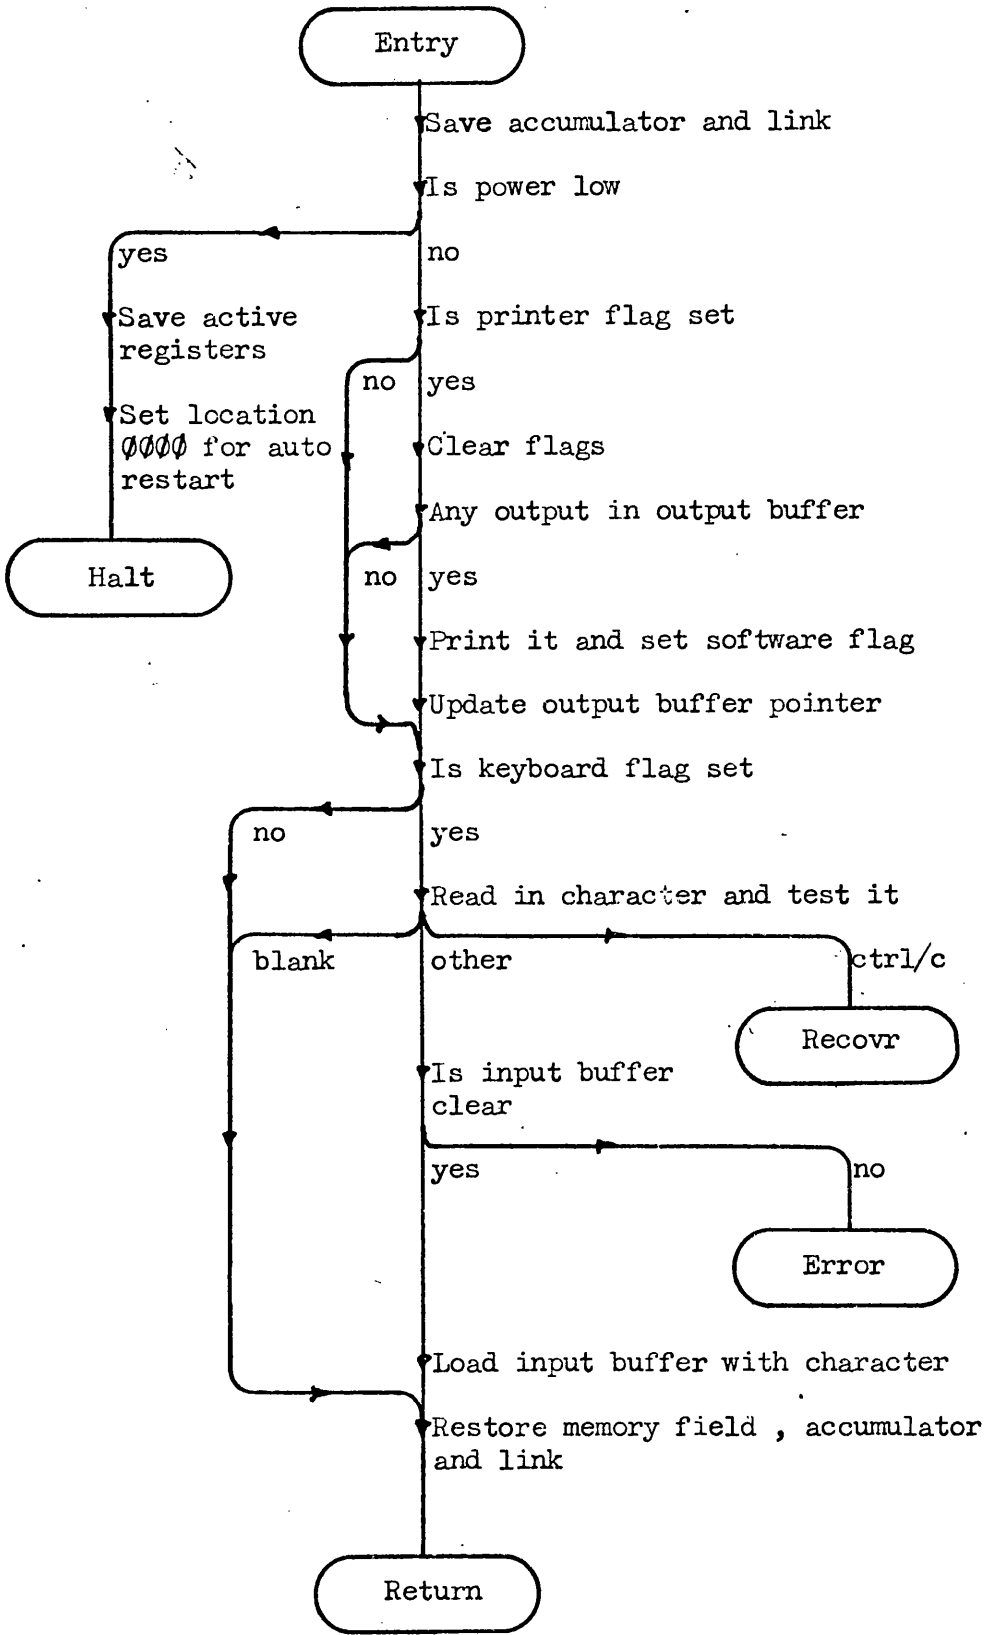 Entry
Save accumulator and link
Is power low
yes
no
Save active
registers
Is printer flag set
no
yes
Set location
0000 for auto
restart
Clear flags
Any output in output buffer
Halt
no
yes
Print it and set software flag
Update output buffer pointer
Is keyboard flag set
no
yes
Read in character and test it
blank
other
ctrl/c
Recovr
Is input buffer
clear
yes
no
Error
Load input buffer with character
Restore memory field , accumulator
and link
Return